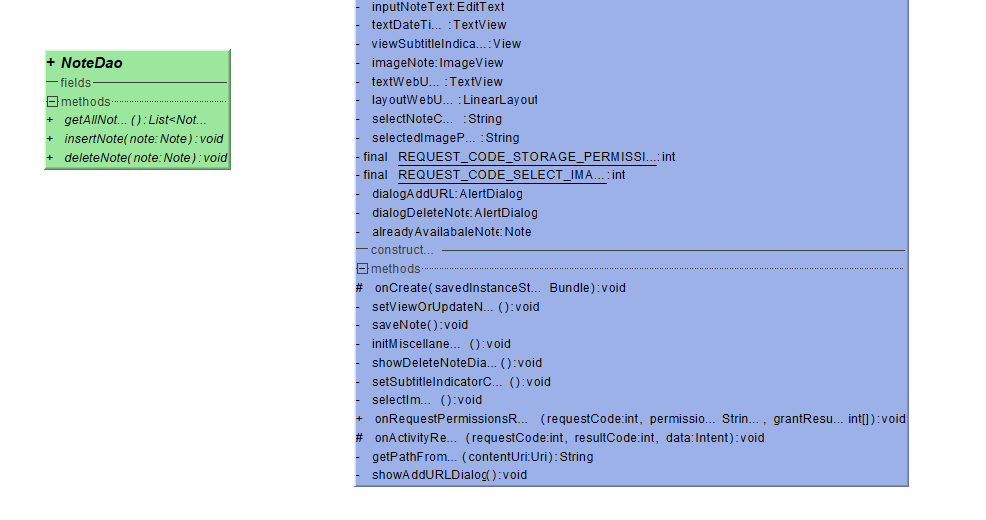 + NoteDao
fields
methods
+ getAllNot... ():List<Not...
+ insertNote(note:Note):void
+ deleteNote(note:Note):void
- inputNoteText:EditText
- textDateTi... :TextView
- viewSubtitleIndica...:View
- imageNote:ImageView
- textWebU... :TextView
- layoutWebU... :LinearLayout
- selectNoteC... :String
- selectedImageP... :String
- final REQUEST_CODE_STORAGE_PERMISSI...:int
- final REQUEST_CODE_SELECT_IMA...:int
- dialogAddURL:AlertDialog
- dialogDeleteNote:AlertDialog
- alreadyAvailabaleNote:Note
construct...
methods
# onCreate(savedInstanceSt... Bundle):void
- setViewOrUpdateN... ():void
- saveNote():void
- initMiscellane... ():void
- showDeleteNoteDia...():void
- setSubtitleIndicatorC... ():void
- selectIm... ():void
+ onRequestPermissionsR... (requestCode:int, permissio... Strin... , grantResu... int[]):void
# onActivityRe... (requestCode:int, resultCode:int, data:Intent):void
- getPathFrom... (contentUri:Uri):String
- showAddURLDialog():void